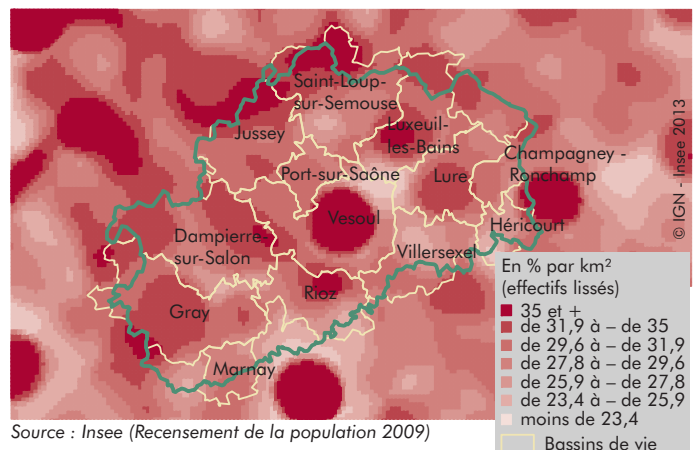 Saint-Loup-
sur-Semouse
Jussey
Luxeuil-
les-Bains
Champagney -
Ronchamp
Port-sur-Saône
Lure
Vesoul
Héricourt
Dampierre
sur-Salon
Villersexel
Rioz
Gray
Marnay
© IGN - Insee 2013
En % par km²
(effectifs lissés)
35 et +
de 31,9 à – de 35
de 29,6 à – de 31,9
de 27,8 à – de 29,6
de 25,9 à – de 27,8
de 23,4 à – de 25,9
moins de 23,4
Bassins de vie
Source : Insee (Recensement de la population 2009)